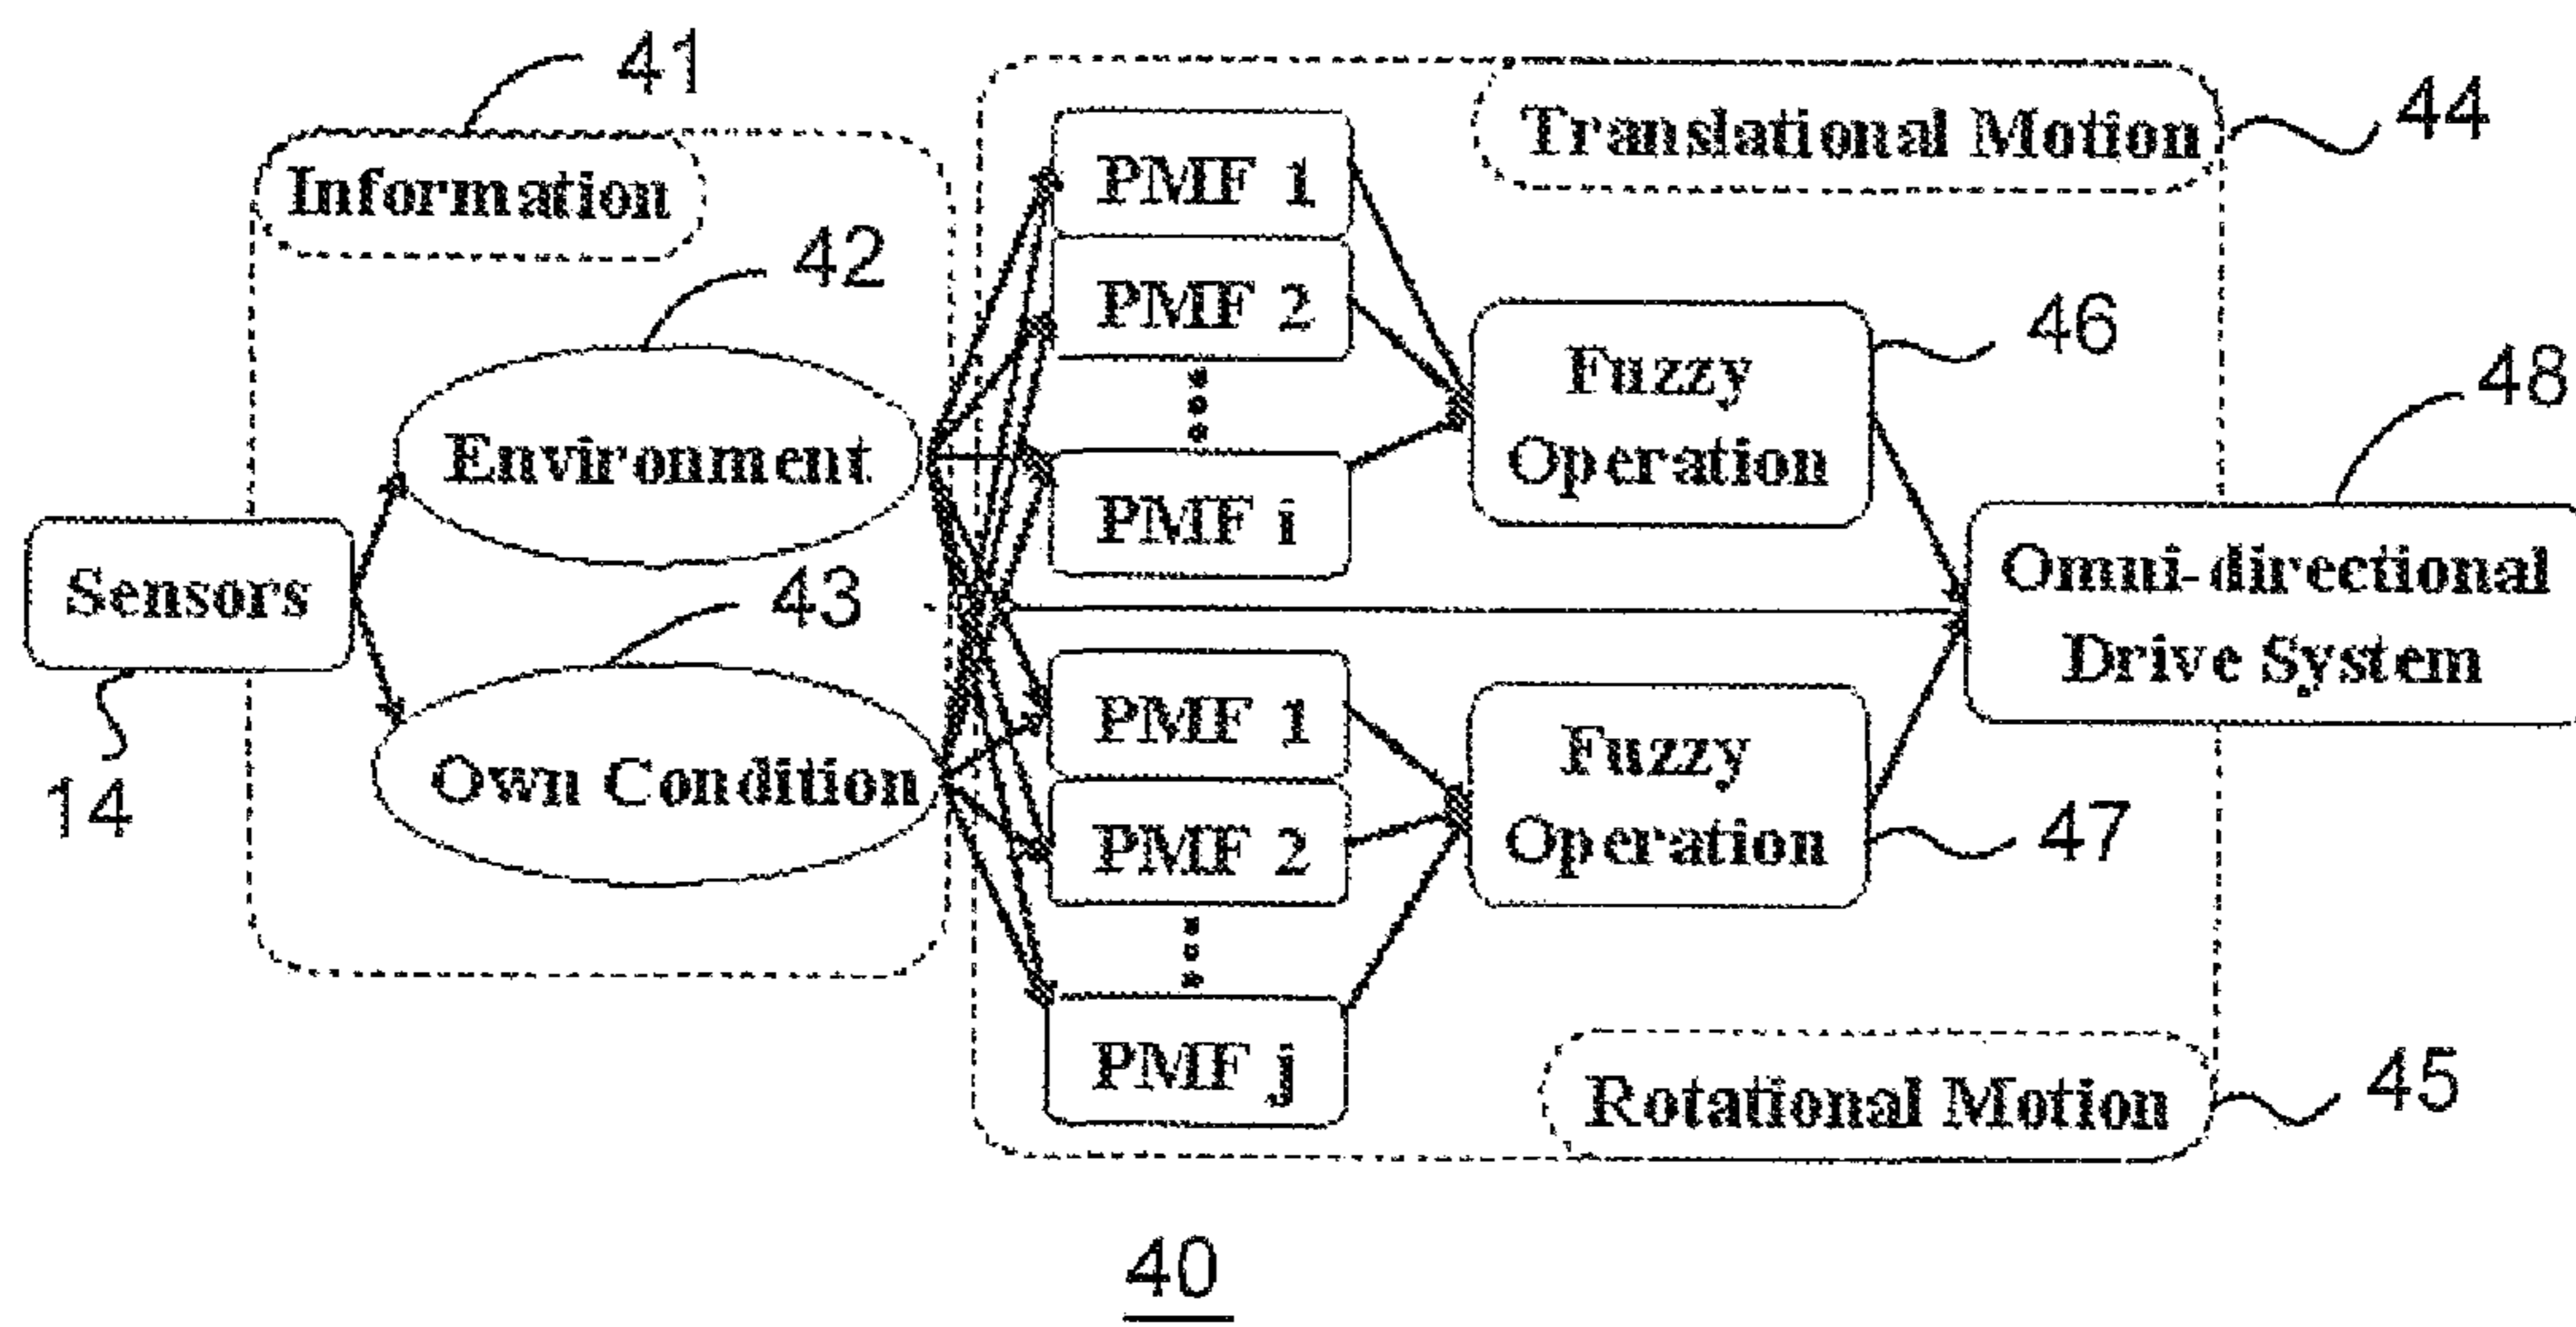 41
Information
42
Environment
Sensors
14
43
Own Condition
PMF 1
PMF 2
PMF i
Translational Motion
44
Fuzzy
Operation
46
PMF 1
PMF 2
PMF j
Fuzzy
Operation
47
48
Omni-directional
Drive System
Rotational Motion
45
40